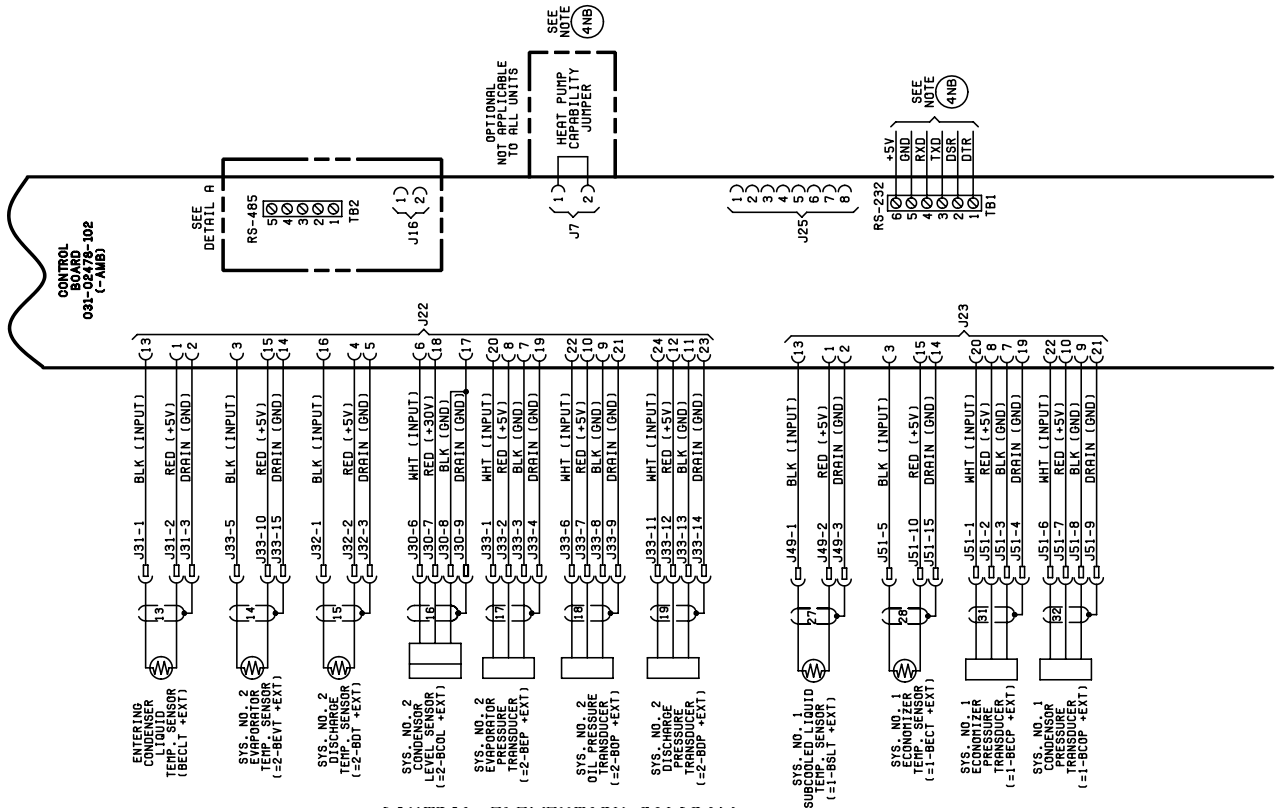 CONTROL
BOARD
031-02478-102
(-AMB)
SEE
DETAIL A
RS-485
5
4
3
2
1
TB2
1
2
J16
OPTIONAL
NOT APPLICABLE
TO ALL UNITS
HEAT PUMP
CAPABILITY
JUMPER
SEE
NOTE
4NB
1
2
J7
1
2
3
4
5
6
7
8
J25
SEE
NOTE
4NB
+5V
GND
RXD
TXD
DSR
DTR
RS-232
6
5
4
3
2
1
TB1
J22
13
1
2
3
15
14
16
4
5
6
18
17
20
8
7
19
22
10
9
21
24
12
11
23
J23
13
1
2
3
15
14
20
8
7
19
22
10
9
21
BLK (INPUT)
RED (+5V)
DRAIN (GND)
BLK (INPUT)
RED (+5V)
DRAIN (GND)
BLK (INPUT)
RED (+5V)
DRAIN (GND)
WHT (INPUT)
RED (+30V)
BLK (GND)
DRAIN (GND)
WHT (INPUT)
RED (+5V)
BLK (GND)
DRAIN (GND)
WHT (INPUT)
RED (+5V)
BLK (GND)
DRAIN (GND)
WHT (INPUT)
RED (+5V)
BLK (GND)
DRAIN (GND)
BLK (INPUT)
RED (+5V)
DRAIN (GND)
BLK (INPUT)
RED (+5V)
DRAIN (GND)
WHT (INPUT)
RED (+5V)
BLK (GND)
DRAIN (GND)
WHT (INPUT)
RED (+5V)
BLK (GND)
DRAIN (GND)
J31-1
J31-2
J31-3
J33-5
J33-10
J33-15
J32-1
J32-2
J32-3
J30-6
J30-7
J30-8
J30-9
J33-1
J33-2
J33-3
J33-4
J33-6
J33-7
J33-8
J33-9
J33-11
J33-12
J33-13
J33-14
J49-1
J49-2
J49-3
J51-5
J51-10
J51-15
J51-1
J51-2
J51-3
J51-4
J51-6
J51-7
J51-8
J51-9
13
14
15
16
17
18
19
27
28
31
32
ENTERING
CONDENSER
LIQUID
TEMP. SENSOR
(BECLT +EXT)
SYS. NO. 2
EVAPORATOR
TEMP. SENSOR
(=2-BEVT +EXT)
SYS. NO. 2
DISCHARGE
TEMP. SENSOR
(=2-BDT +EXT)
SYS. NO. 2
CONDENSOR
LEVEL SENSOR
(=2-BCOL +EXT)
SYS. NO. 2
EVAPORATOR
PRESSURE
TRANSDUCER
(=2-BEP +EXT)
SYS. NO. 2
OIL PRESSURE
TRANSDUCER
(=2-BOP +EXT)
SYS. NO. 2
DISCHARGE
PRESSURE
TRANSDUCER
(=2-BDP +EXT)
SYS. NO. 1
SUBCOOLED LIQUID
TEMP. SENSOR
(=1-BSLT +EXT)
SYS. NO. 1
ECONOMIZER
TEMP. SENSOR
(=1-BECT +EXT)
SYS. NO. 1
ECONOMIZER
PRESSURE
TRANSDUCER
(=1-BECP +EXT)
SYS. NO. 1
CONDENSOR
PRESSURE
TRANSDUCER
(=1-BCOP +EXT)